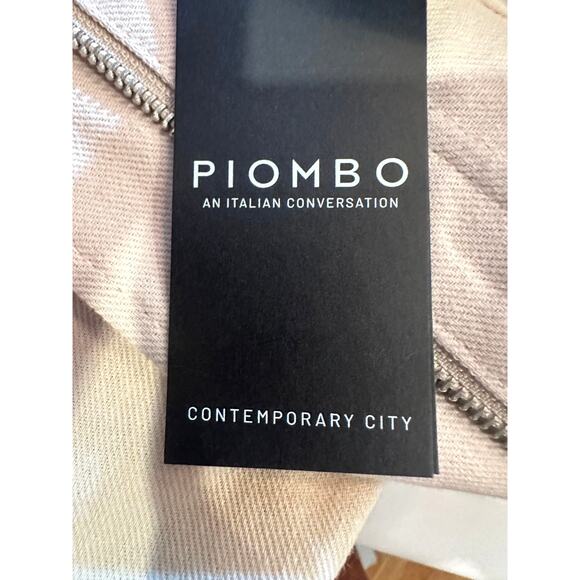 PIOMBO
AN ITALIAN CONVERSATION
CONTEMPORARY CITY